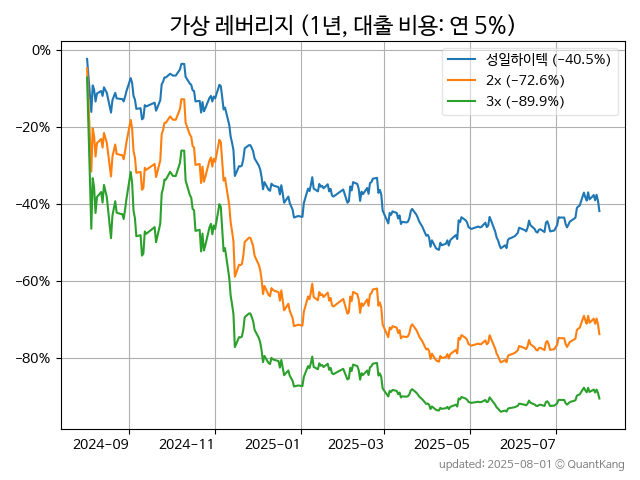 가상 레버리지 (1년, 대출 비용: 연 5%)
성일하이텍 (−40.5%)
2x (−72.6%)
3x (−89.9%)
0%
−20%
−40%
−60%
−80%
2024-09 2024-11 2025-01 2025-03 2025-05 2025-07
updated: 2025-08-01 © QuantKang